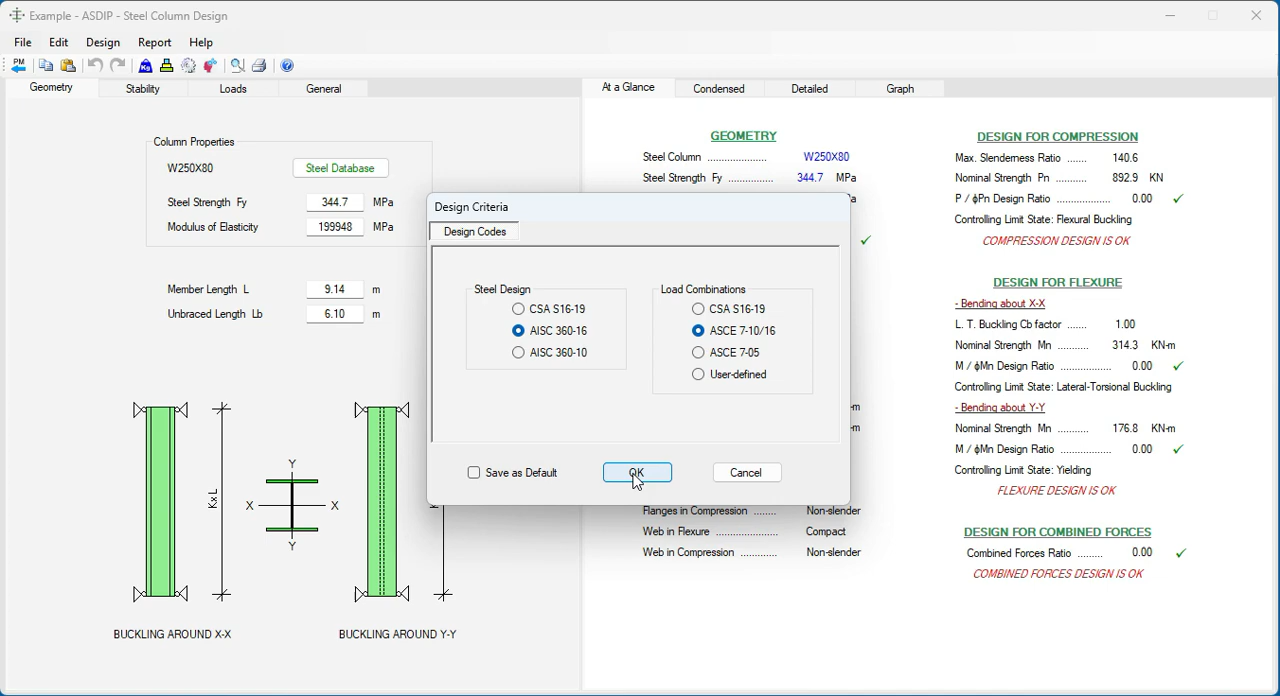 Example - ASDIP - Steel Column Design
File Edit Design Report Help
PM Kg
Geometry Stability Loads General
At a Glance Condensed Detailed Graph
Column Properties
W250X80 Steel Database
Steel Strength Fy 344.7 MPa
Modulus of Elasticity 199948 MPa
Member Length L 9.14 m
Unbraced Length Lb 6.10 m
KxL
Y
X X
Y
BUCKLING AROUND X-X
BUCKLING AROUND Y-Y
Design Criteria
Design Codes
Steel Design
CSA S16-19
AISC 360-16
AISC 360-10
Load Combinations
CSA S16-19
ASCE 7-10/16
ASCE 7-05
User-defined
Save as Default OK Cancel
GEOMETRY
Steel Column ..................... W250X80
Steel Strength Fy ................ 344.7 MPa
-m
-m
Flanges in Compression ........ Non-slender
Web in Flexure ...................... Compact
Web in Compression ............. Non-slender
DESIGN FOR COMPRESSION
Max. Slenderness Ratio ...... 140.6
Nominal Strength Pn ........... 892.9 KN
P / ϕPn Design Ratio ................... 0.00 ✓
Controlling Limit State: Flexural Buckling
COMPRESSION DESIGN IS OK
DESIGN FOR FLEXURE
- Bending about X-X
L. T. Buckling Cb factor ...... 1.00
Nominal Strength Mn ........... 314.3 KN-m
M / ϕMn Design Ratio .................. 0.00 ✓
Controlling Limit State: Lateral-Torsional Buckling
- Bending about Y-Y
Nominal Strength Mn ........... 176.8 KN-m
M / ϕMn Design Ratio .................. 0.00 ✓
Controlling Limit State: Yielding
FLEXURE DESIGN IS OK
DESIGN FOR COMBINED FORCES
Combined Forces Ratio ......... 0.00 ✓
COMBINED FORCES DESIGN IS OK